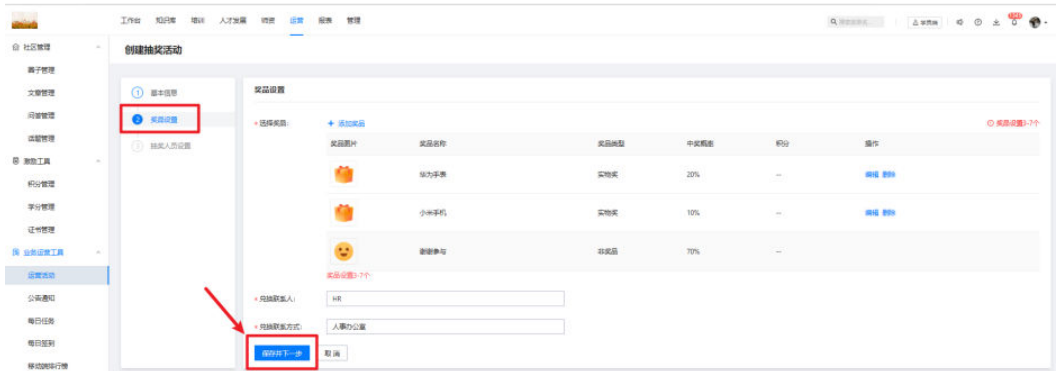 工作台 知识库 培训 人才发展 师资 运营 报表 管理
社区管理
创建抽奖活动
圈子管理
文章管理
问答管理
话题管理
激励工具
积分管理
学分管理
证书管理
业务运营工具
运营活动
公告通知
每日任务
每日签到
移动端排行榜
1 基本信息
2 奖品设置
抽奖人员设置
奖品设置
* 选择奖品: + 添加奖品 奖品设置3-7个
奖品图片 奖品名称 奖品类型 中奖概率 积分 操作
华为手表 实物奖 20% -- 编辑 删除
小米手机 实物奖 10% -- 编辑 删除
谢谢参与 非奖品 70% --
奖品设置3-7个
* 兑换联系人: HR
* 兑换联系方式: 人事办公室
保存并下一步 取消